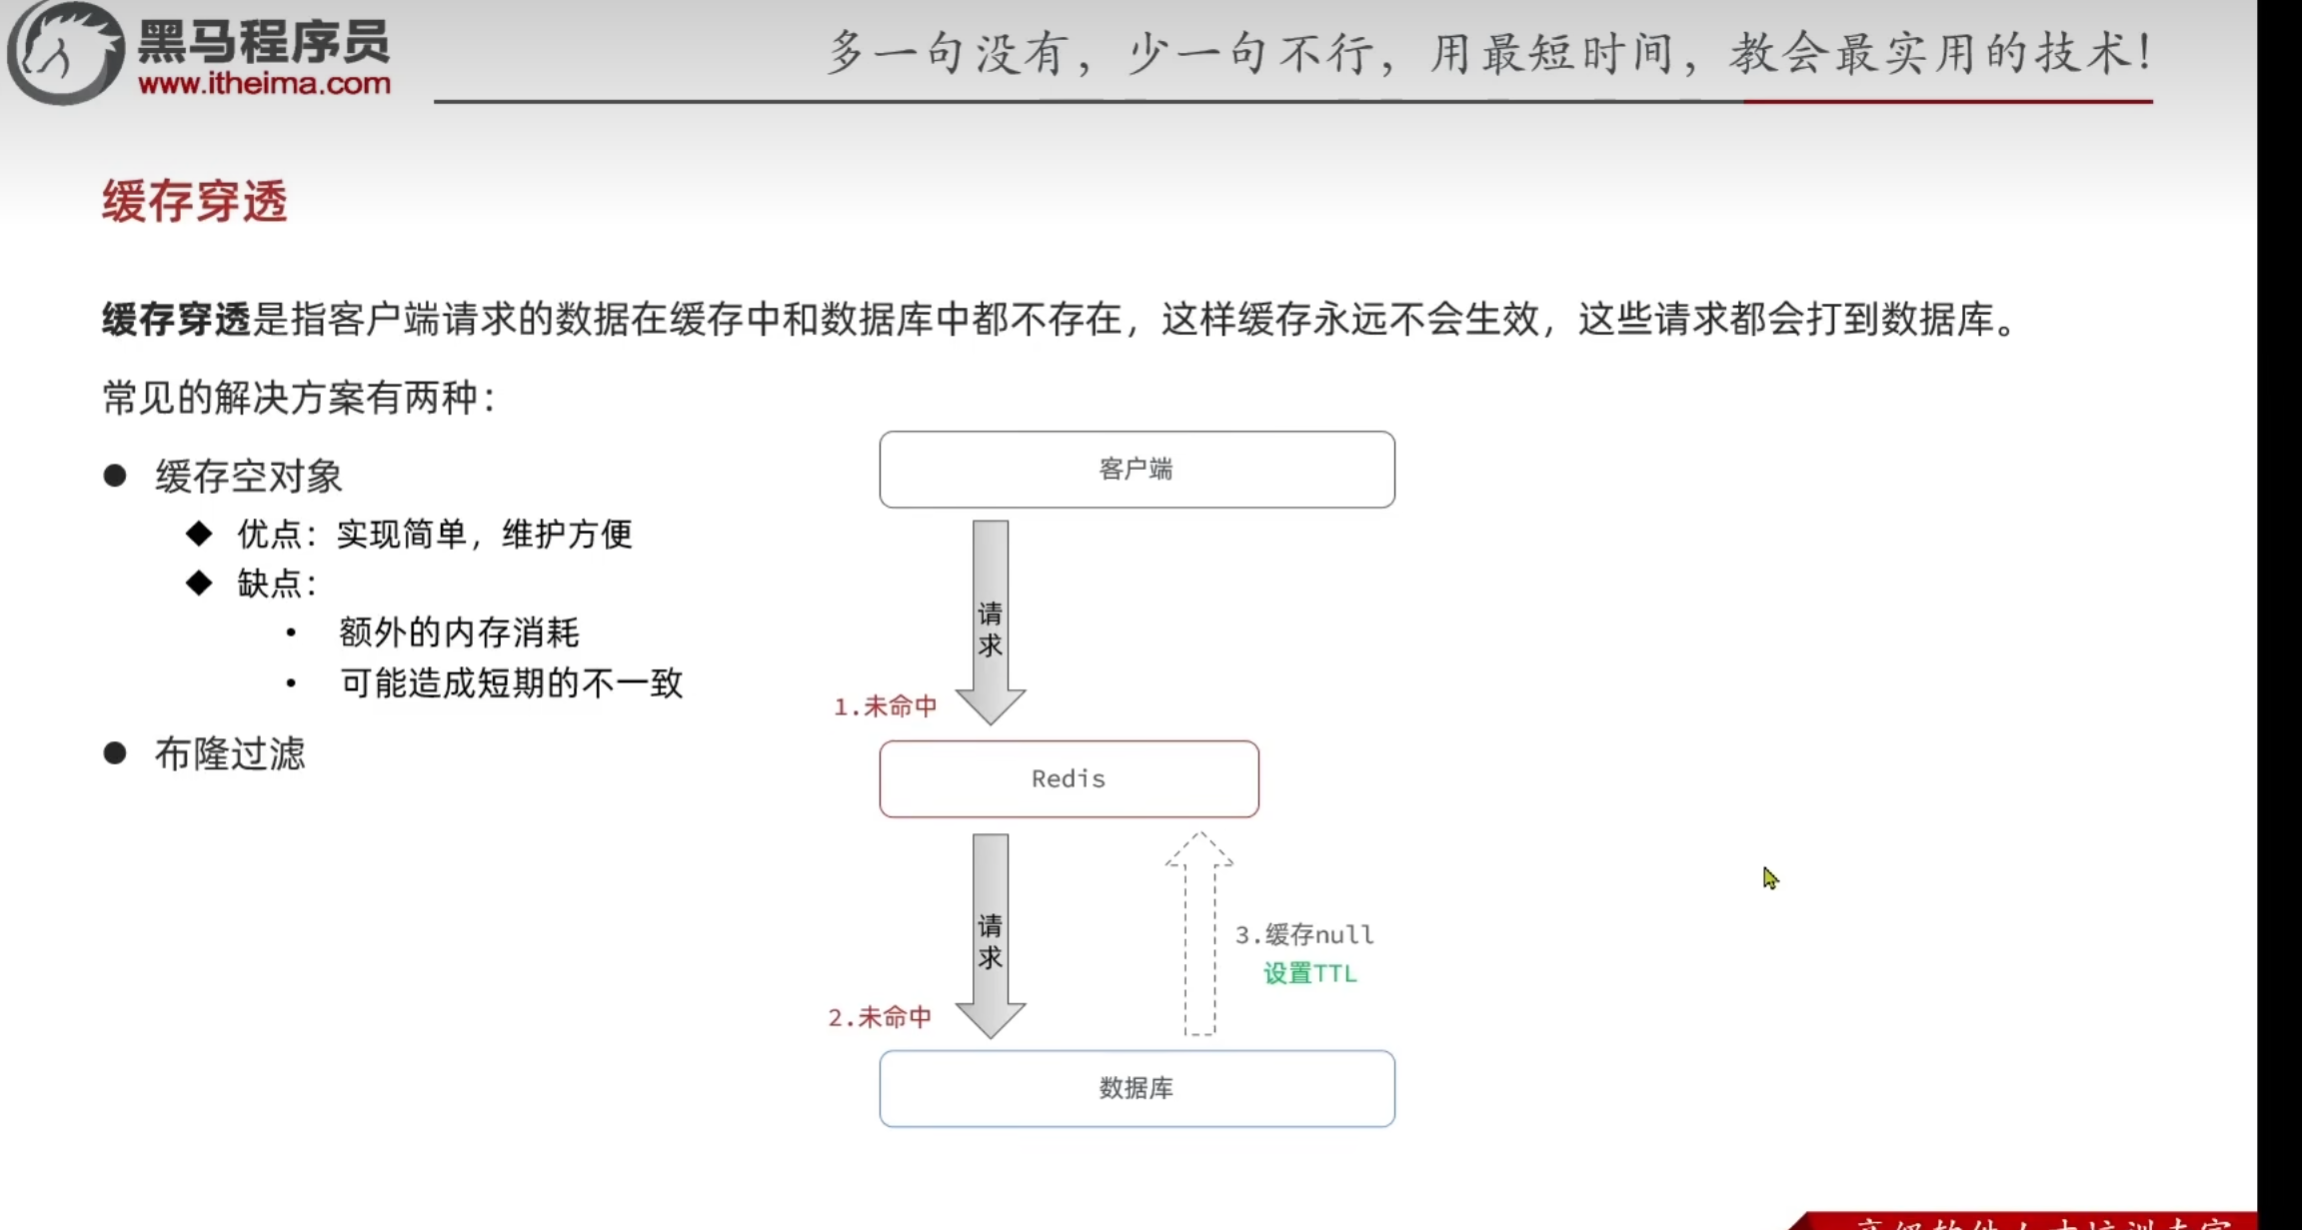 黑马程序员
www.itheima.com
多一句没有，少一句不行，用最短时间，教会最实用的技术！
缓存穿透
缓存穿透是指客户端请求的数据在缓存中和数据库中都不存在，这样缓存永远不会生效，这些请求都会打到数据库。
常见的解决方案有两种：
● 缓存空对象
◆ 优点：实现简单，维护方便
◆ 缺点：
• 额外的内存消耗
• 可能造成短期的不一致
● 布隆过滤
客户端
请求
1.未命中
Redis
请求
3.缓存null
设置TTL
2.未命中
数据库